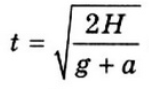 t = √(2H / (g + a))